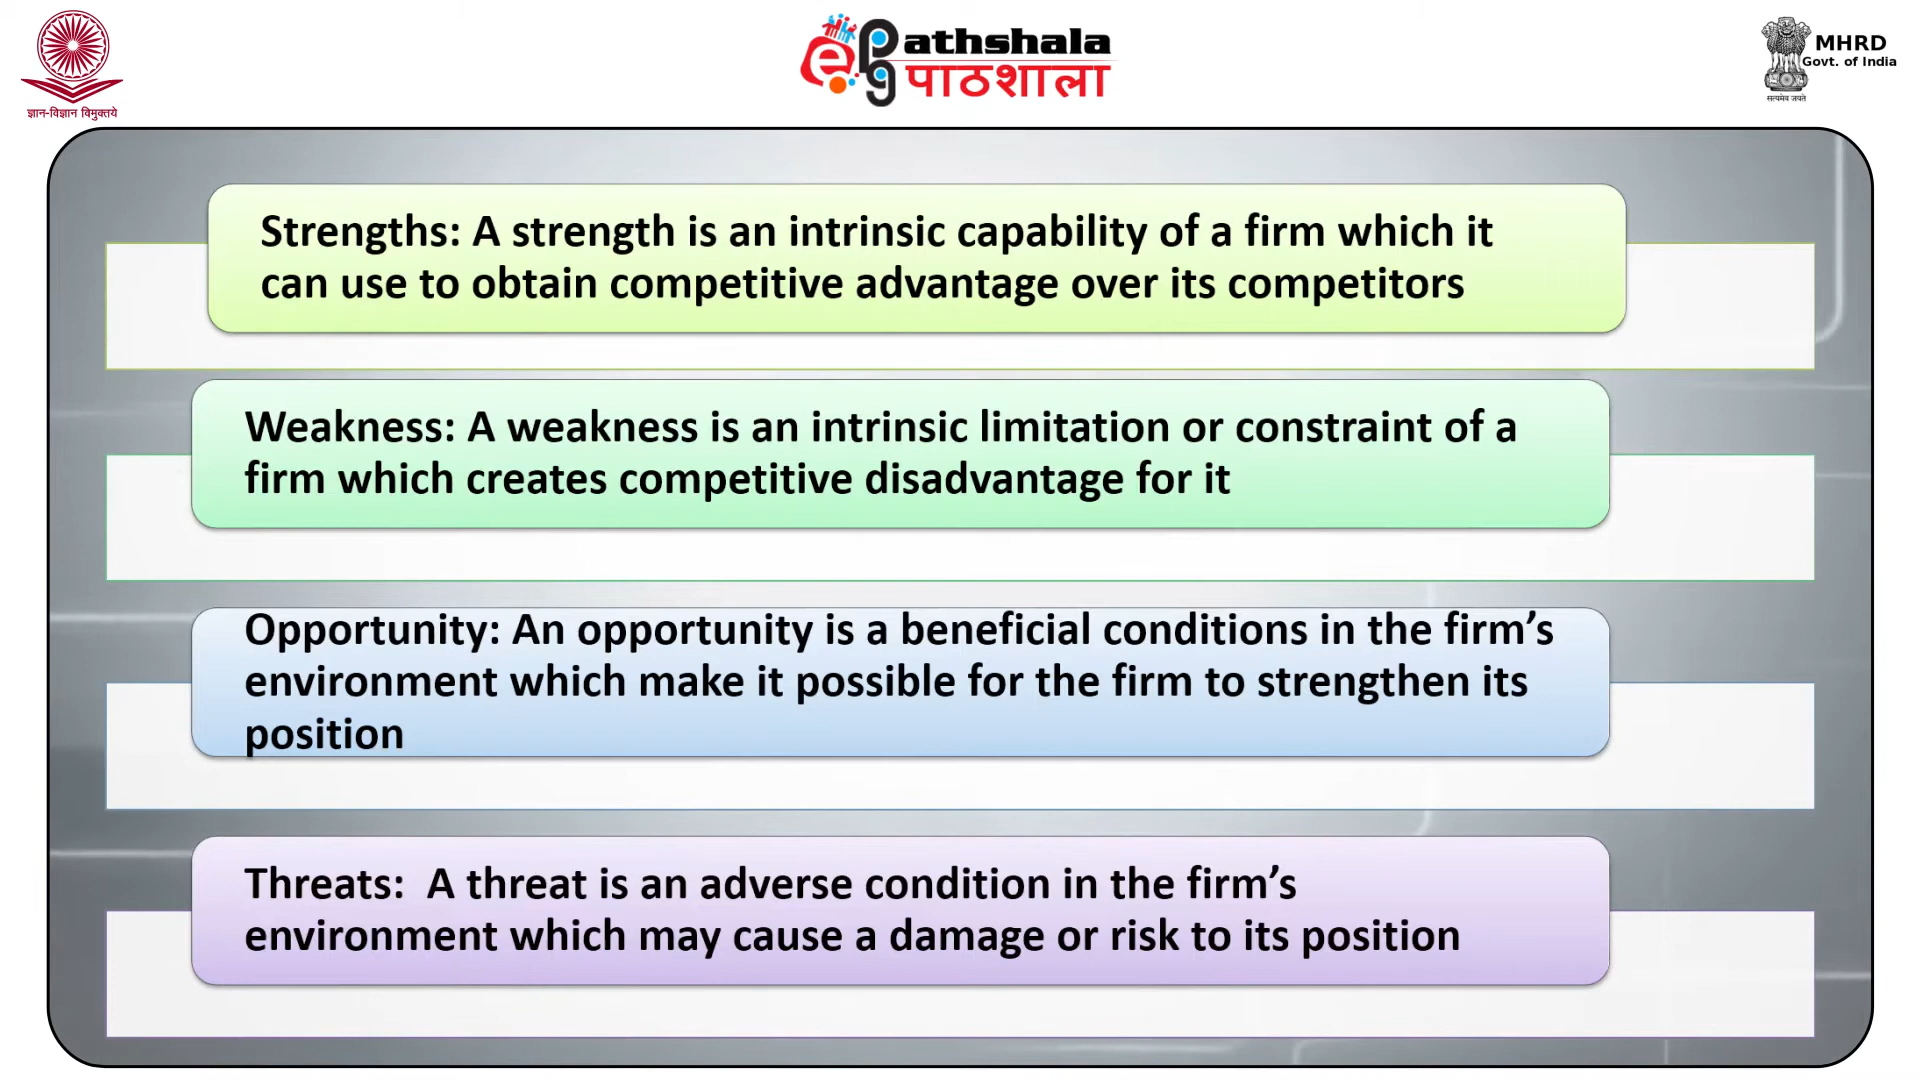 ज्ञान-विज्ञान विमुक्तये
e PG athshala
पाठशाला
MHRD
Govt. of India
सत्यमेव जयते
Strengths: A strength is an intrinsic capability of a firm which it
can use to obtain competitive advantage over its competitors
Weakness: A weakness is an intrinsic limitation or constraint of a
firm which creates competitive disadvantage for it
Opportunity: An opportunity is a beneficial conditions in the firm’s
environment which make it possible for the firm to strengthen its
position
Threats:  A threat is an adverse condition in the firm’s
environment which may cause a damage or risk to its position